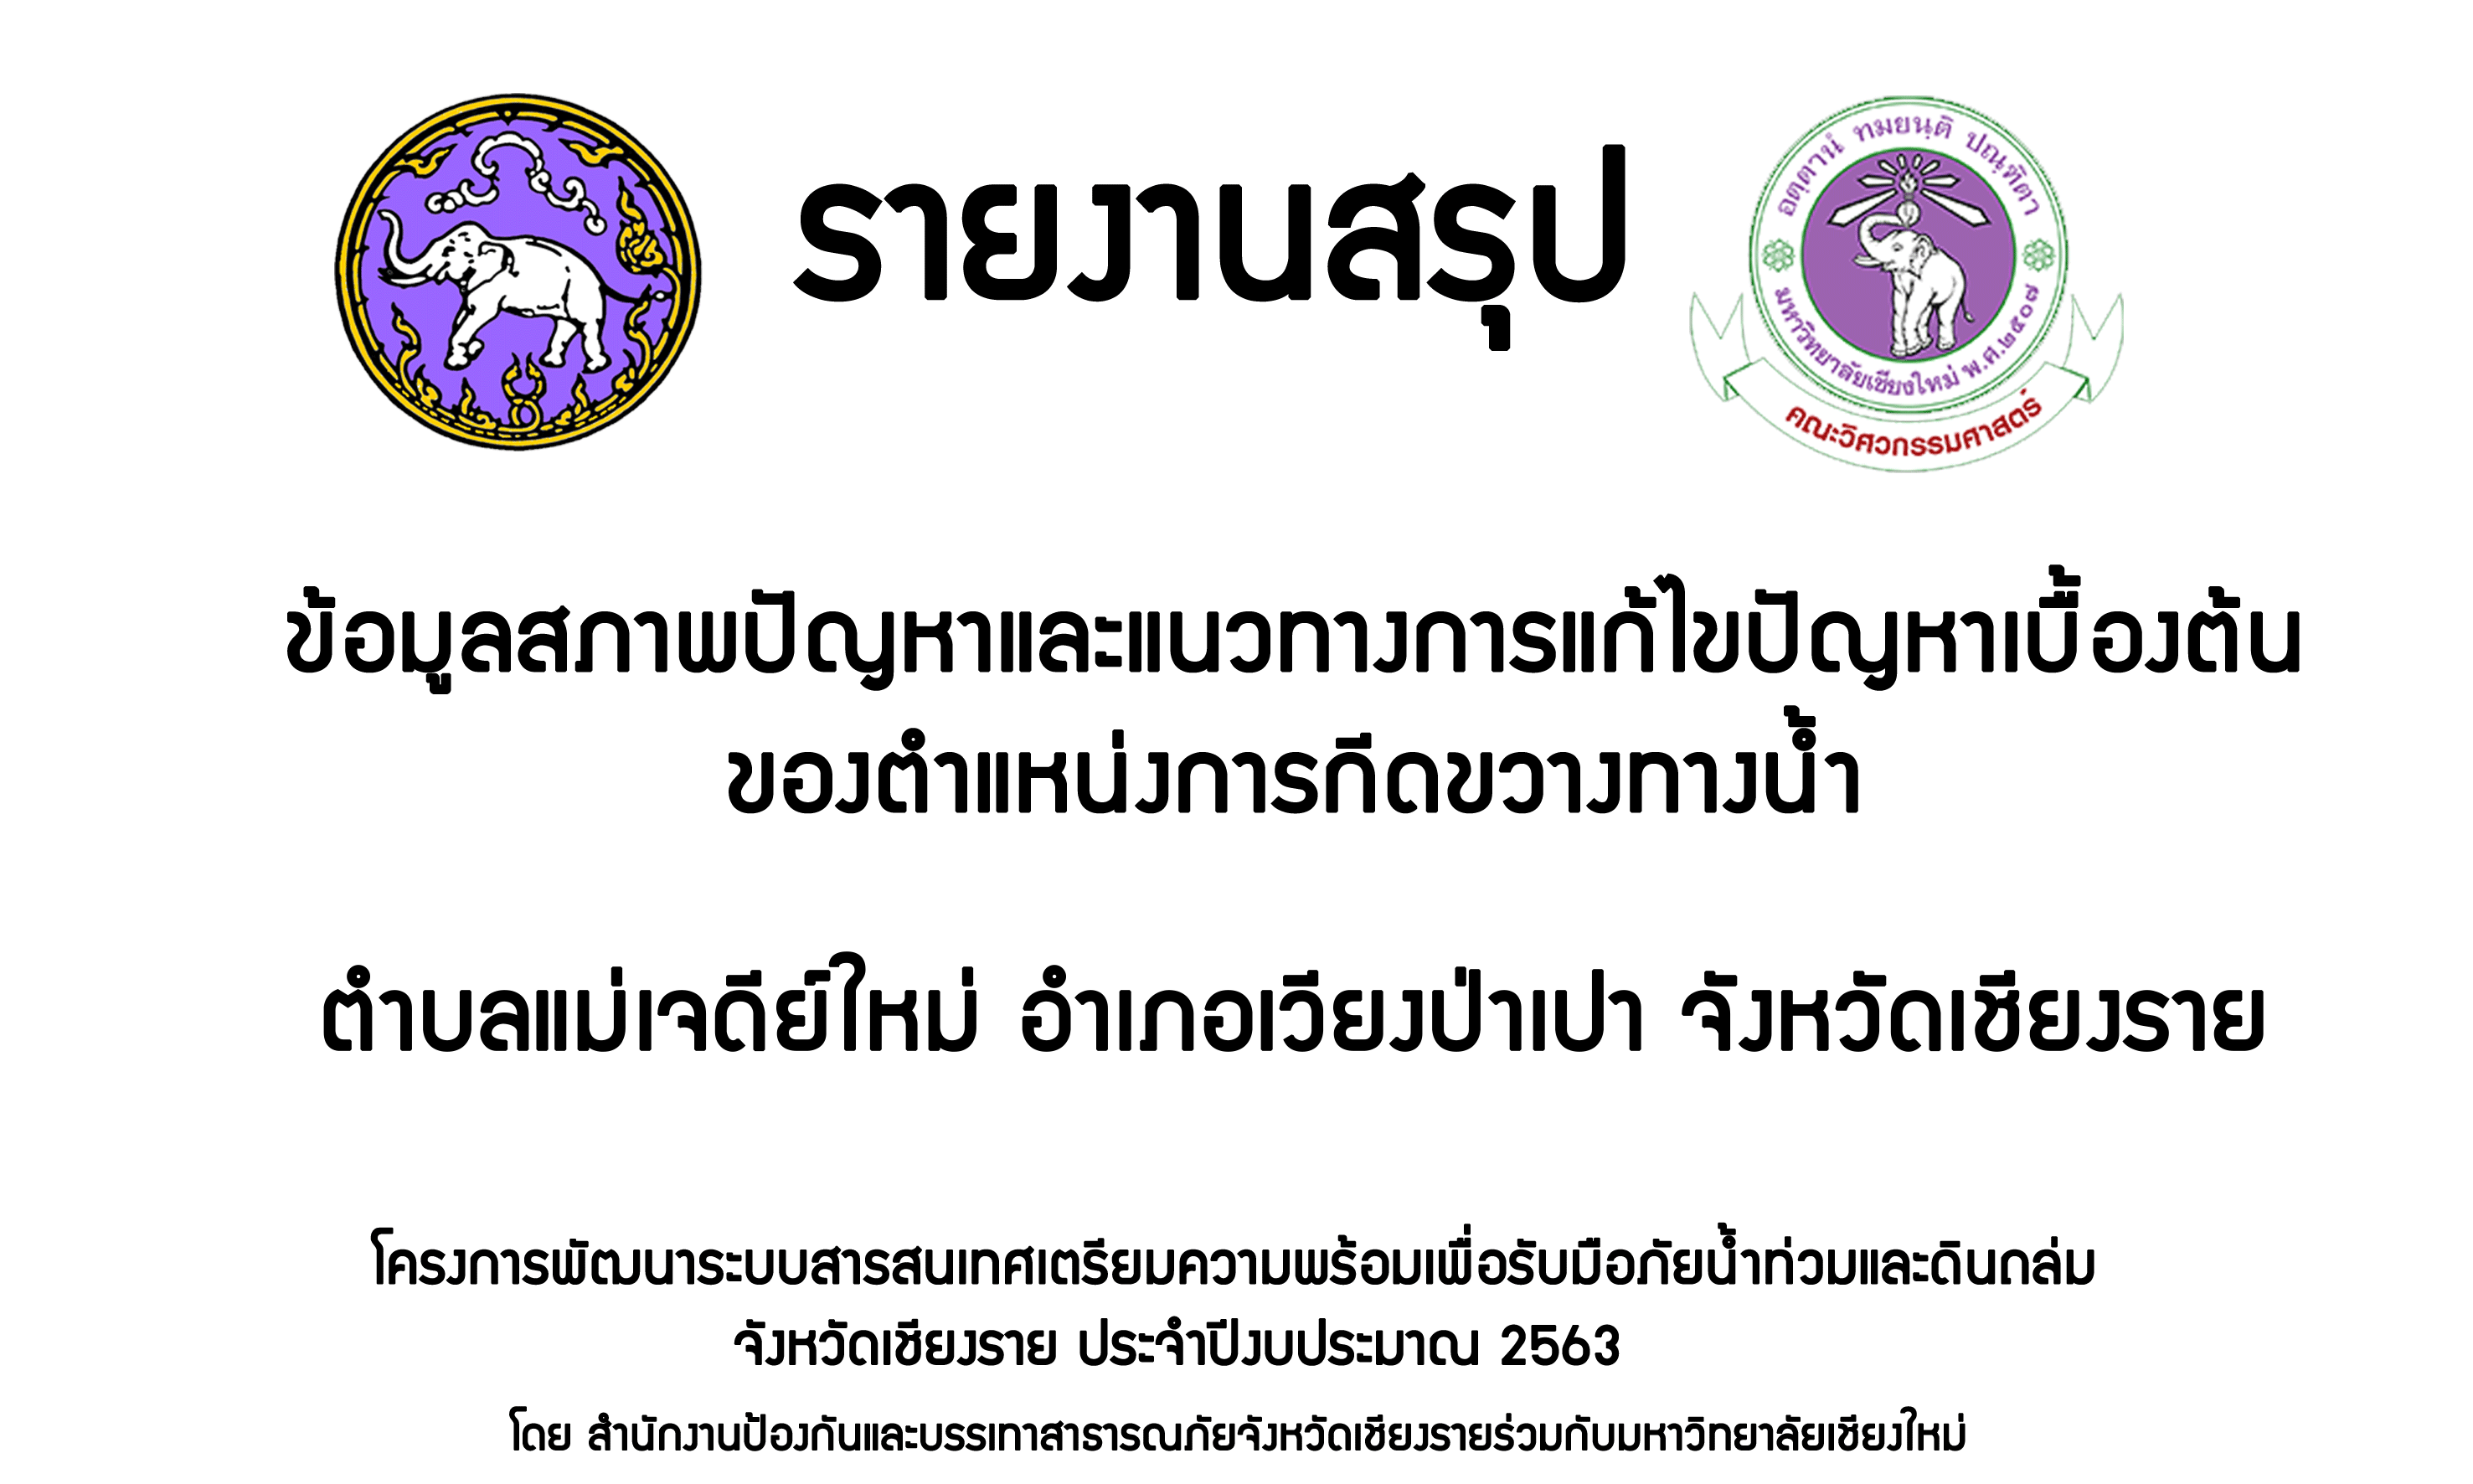 รายงานสรุป
อตฺตานํ ทมยนฺติ ปณฺฑิตา
มหาวิทยาลัยเชียงใหม่ พ.ศ.๒๕๐๗
คณะวิศวกรรมศาสตร์
ข้อมูลสภาพปัญหาและแนวทางการแก้ไขปัญหาเบื้องต้น
ของตำแหน่งการกีดขวางทางน้ำ
ตำบลแม่เจดีย์ใหม่ อำเภอเวียงป่าเปา จังหวัดเชียงราย
โครงการพัฒนาระบบสารสนเทศเตรียมความพร้อมเพื่อรับมือภัยน้ำท่วมและดินถล่ม
จังหวัดเชียงราย ประจำปีงบประมาณ 2563
โดย สำนักงานป้องกันและบรรเทาสาธารณภัยจังหวัดเชียงรายร่วมกับมหาวิทยาลัยเชียงใหม่